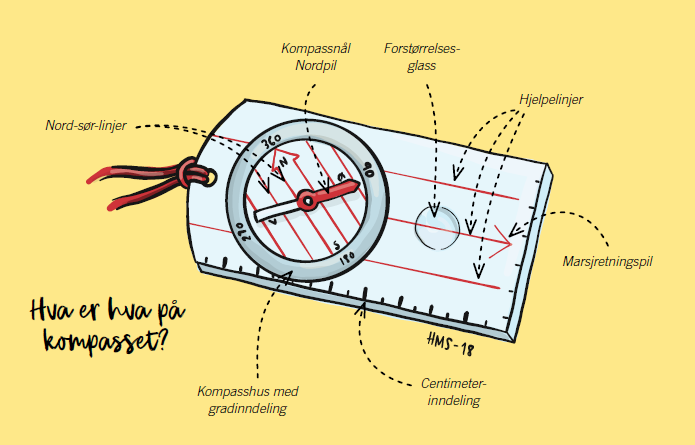 Kompassnål
Nordpil
Forstørrelses-
glass
Hjelpelinjer
Nord-sør-linjer
360
N
90
Ø
V
270
S
180
Marsjretningspil
HMS-18
Hva er hva på
kompasset?
Kompasshus med
gradinndeling
Centimeter-
inndeling